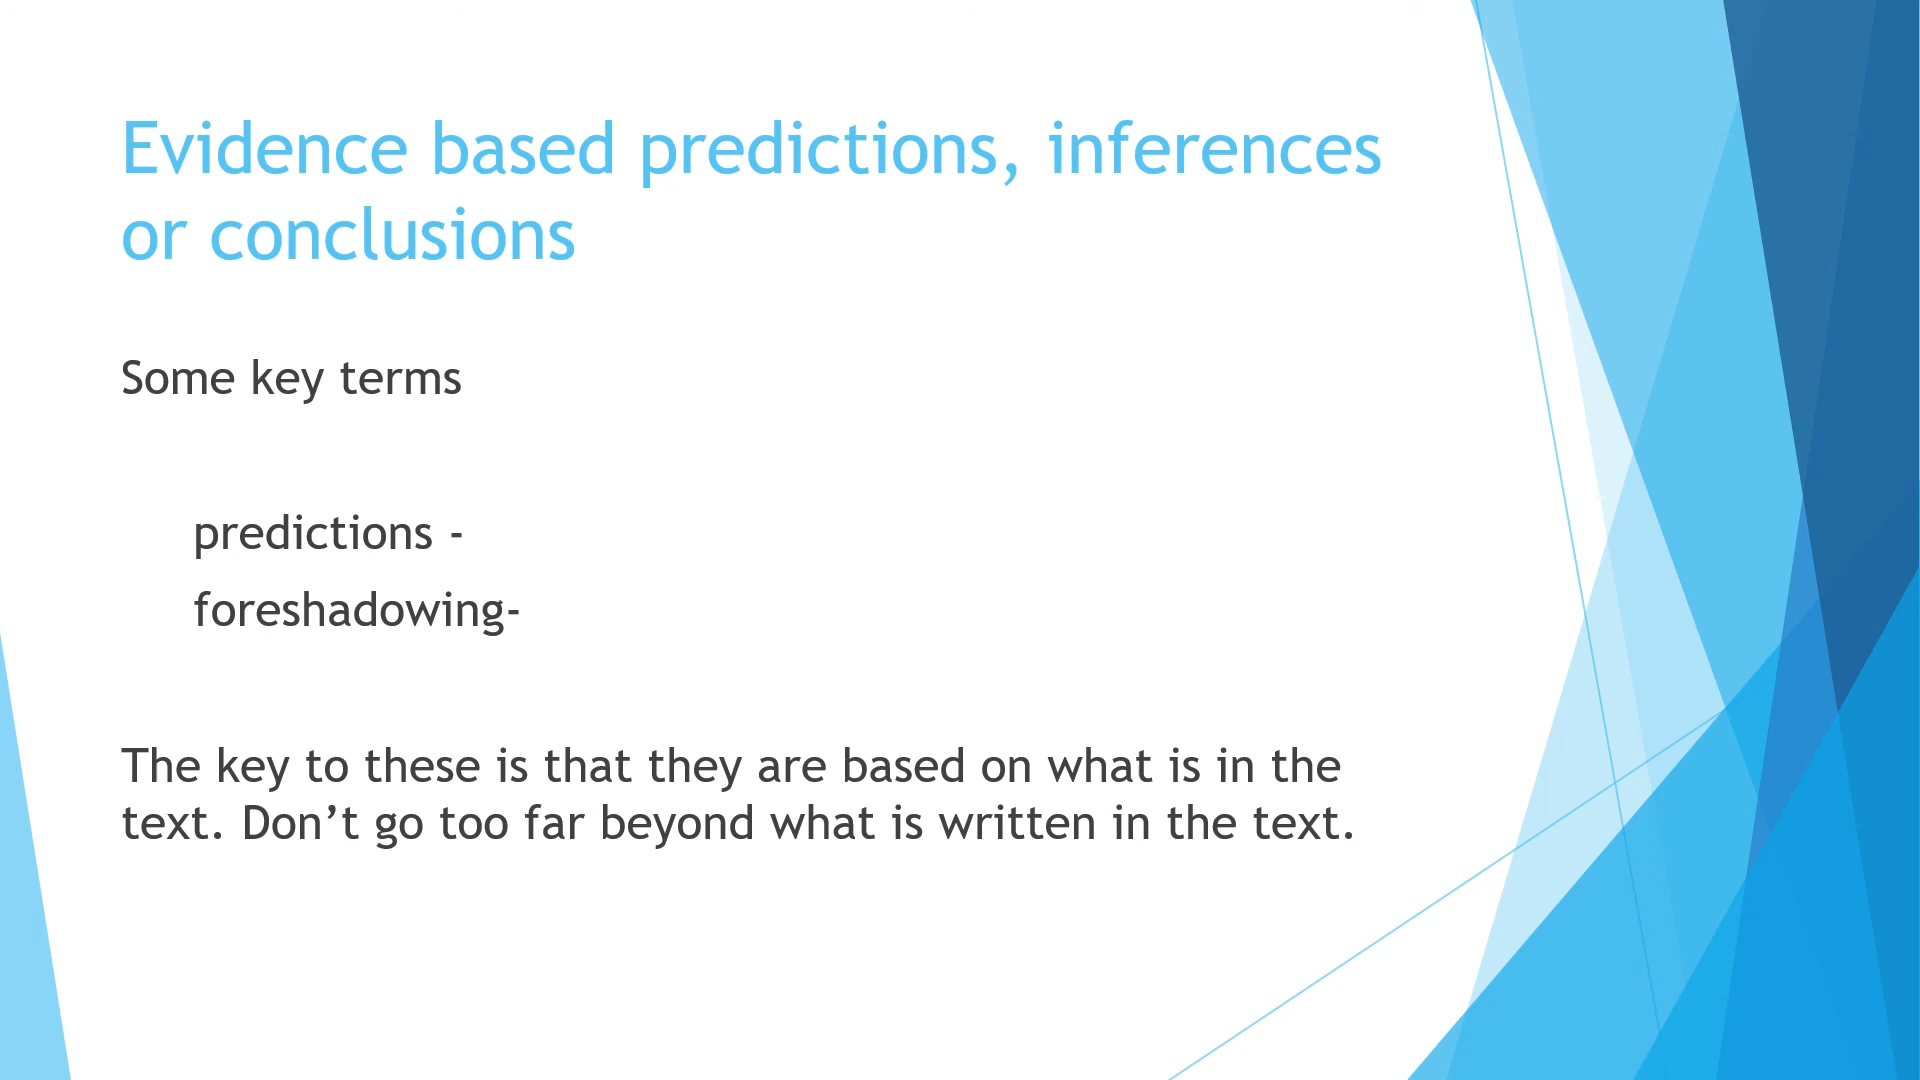 Evidence based predictions, inferences
or conclusions
Some key terms
predictions -
foreshadowing-
The key to these is that they are based on what is in the
text. Don’t go too far beyond what is written in the text.